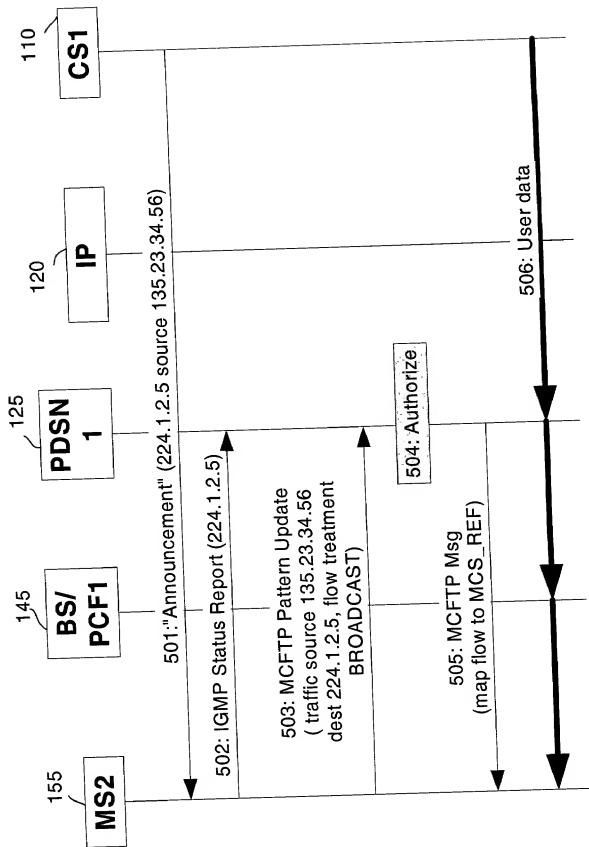 155
145
125
120
110
MS2
BS/
PCF1
PDSN
1
IP
CS1
501:"Announcement" (224.1.2.5 source 135.23.34.56)
502: IGMP Status Report (224.1.2.5)
503: MCFTP Pattern Update
( traffic source 135.23.34.56
dest 224.1.2.5, flow treatment
BROADCAST)
504: Authorize
505: MCFTP Msg
(map flow to MCS_REF)
506: User data